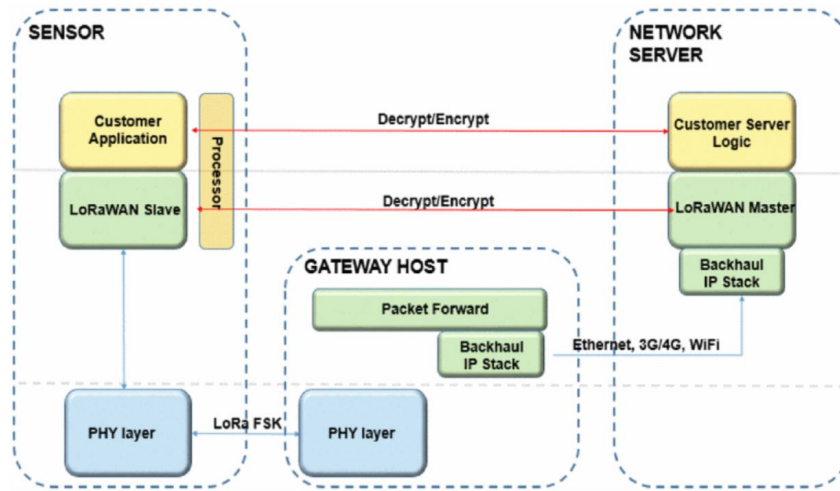 SENSOR
NETWORK
SERVER
Customer
Application
Processor
Decrypt/Encrypt
Customer Server
Logic
LoRaWAN Slave
Decrypt/Encrypt
LoRaWAN Master
Backhaul
IP Stack
GATEWAY HOST
Packet Forward
Backhaul
IP Stack
Ethernet, 3G/4G, WiFi
PHY layer
LoRa FSK
PHY layer